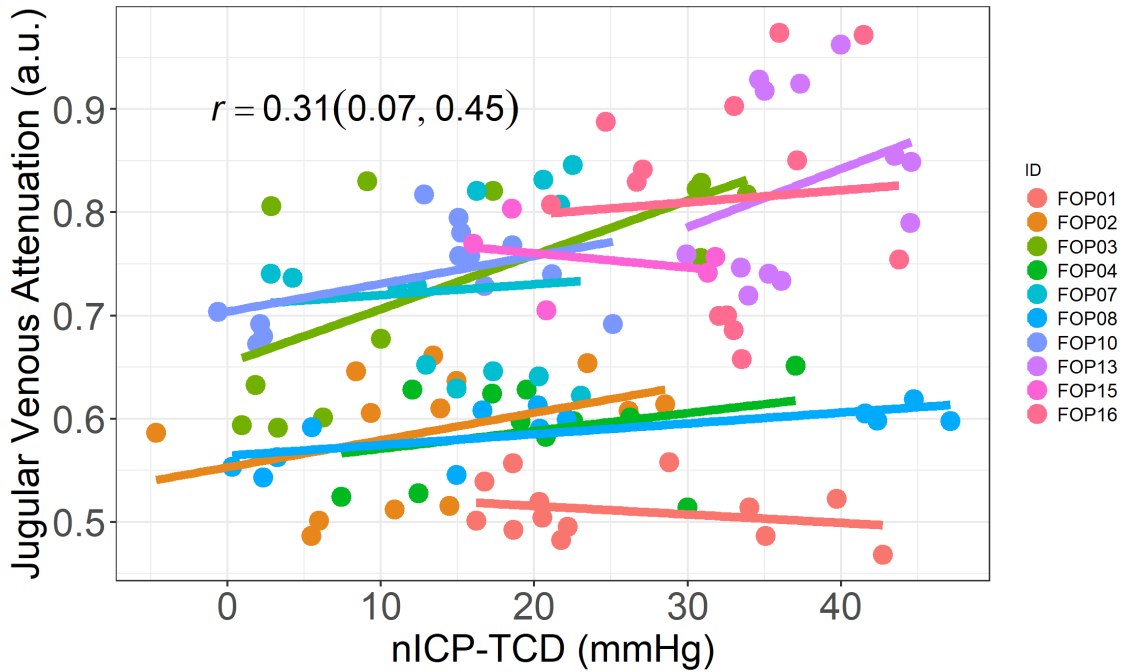 r = 0.31(0.07, 0.45)
Jugular Venous Attenuation (a.u.)
0.9
0.8
0.7
0.6
0.5
0
10
20
30
40
nICP-TCD (mmHg)
ID
FOP01
FOP02
FOP03
FOP04
FOP07
FOP08
FOP10
FOP13
FOP15
FOP16